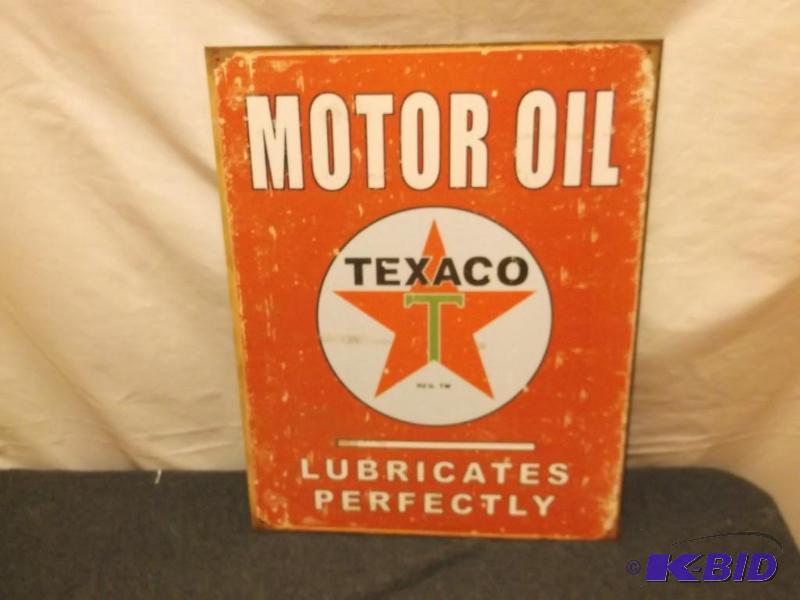 MOTOR OIL
TEXACO
T
REG. TM
LUBRICATES
PERFECTLY
© K-BID